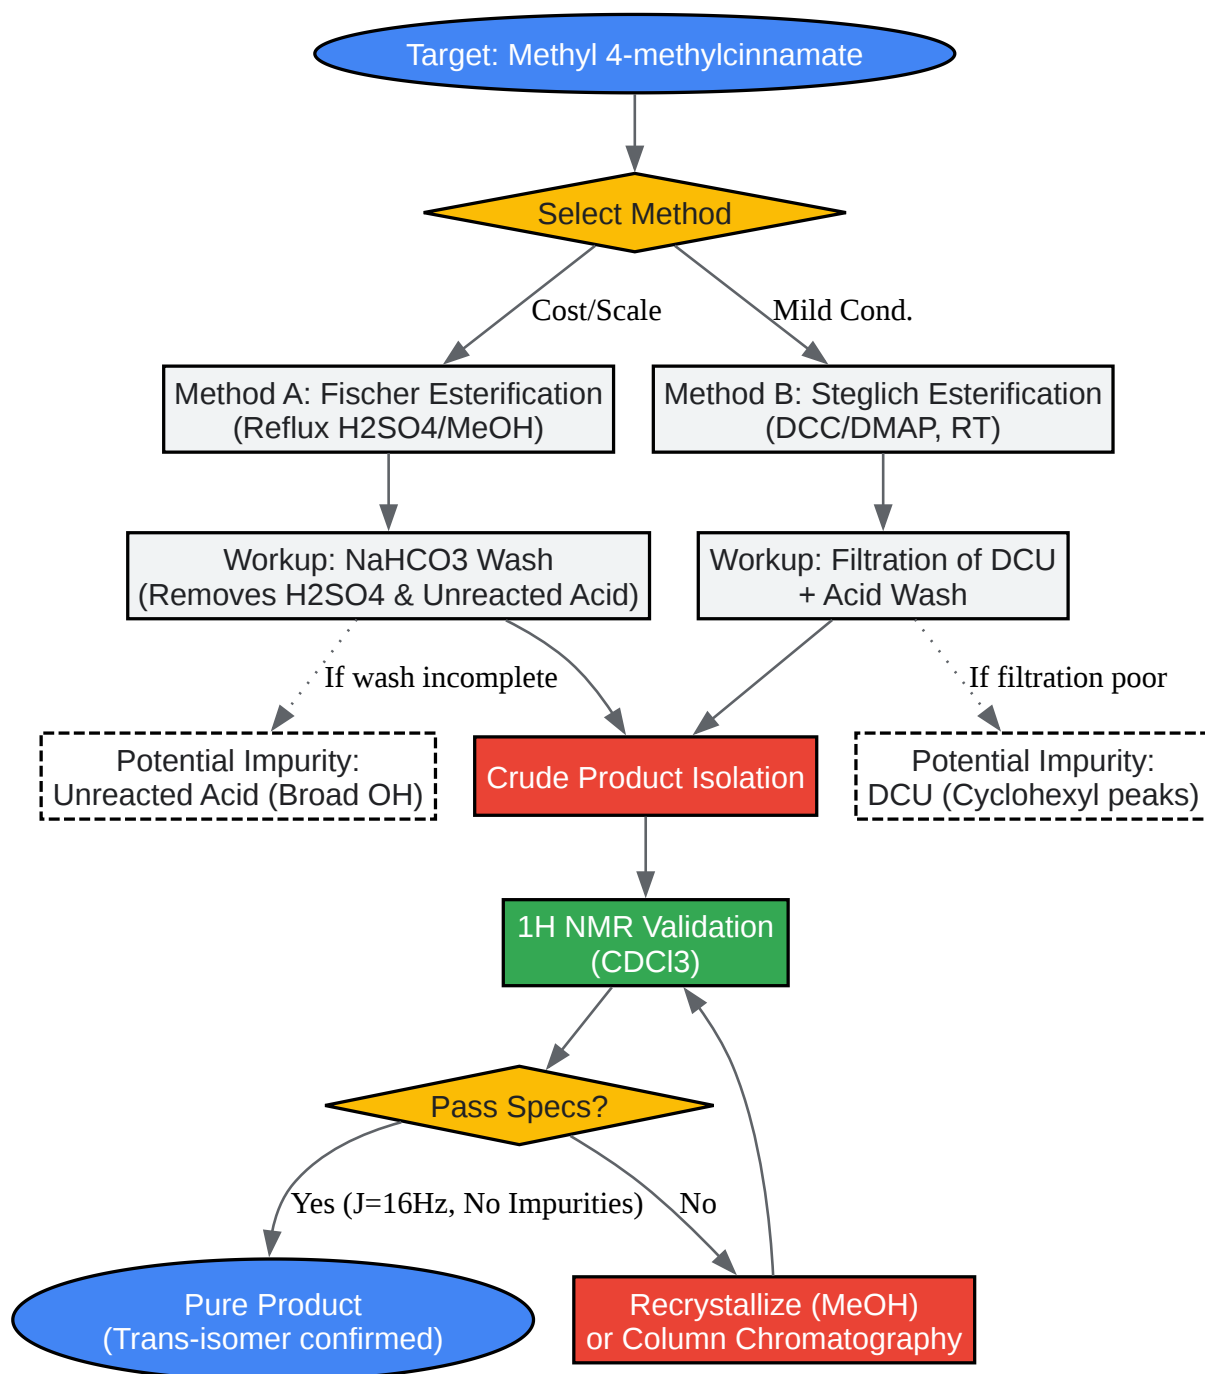 Target: Methyl 4-methylcinnamate
Select Method
Cost/Scale
Mild Cond.
Method A: Fischer Esterification
(Reflux H2SO4/MeOH)
Method B: Steglich Esterification
(DCC/DMAP, RT)
Workup: NaHCO3 Wash
(Removes H2SO4 & Unreacted Acid)
Workup: Filtration of DCU
+ Acid Wash
If wash incomplete
If filtration poor
Potential Impurity:
Unreacted Acid (Broad OH)
Crude Product Isolation
Potential Impurity:
DCU (Cyclohexyl peaks)
1H NMR Validation
(CDCl3)
Pass Specs?
Yes (J=16Hz, No Impurities)
No
Pure Product
(Trans-isomer confirmed)
Recrystallize (MeOH)
or Column Chromatography